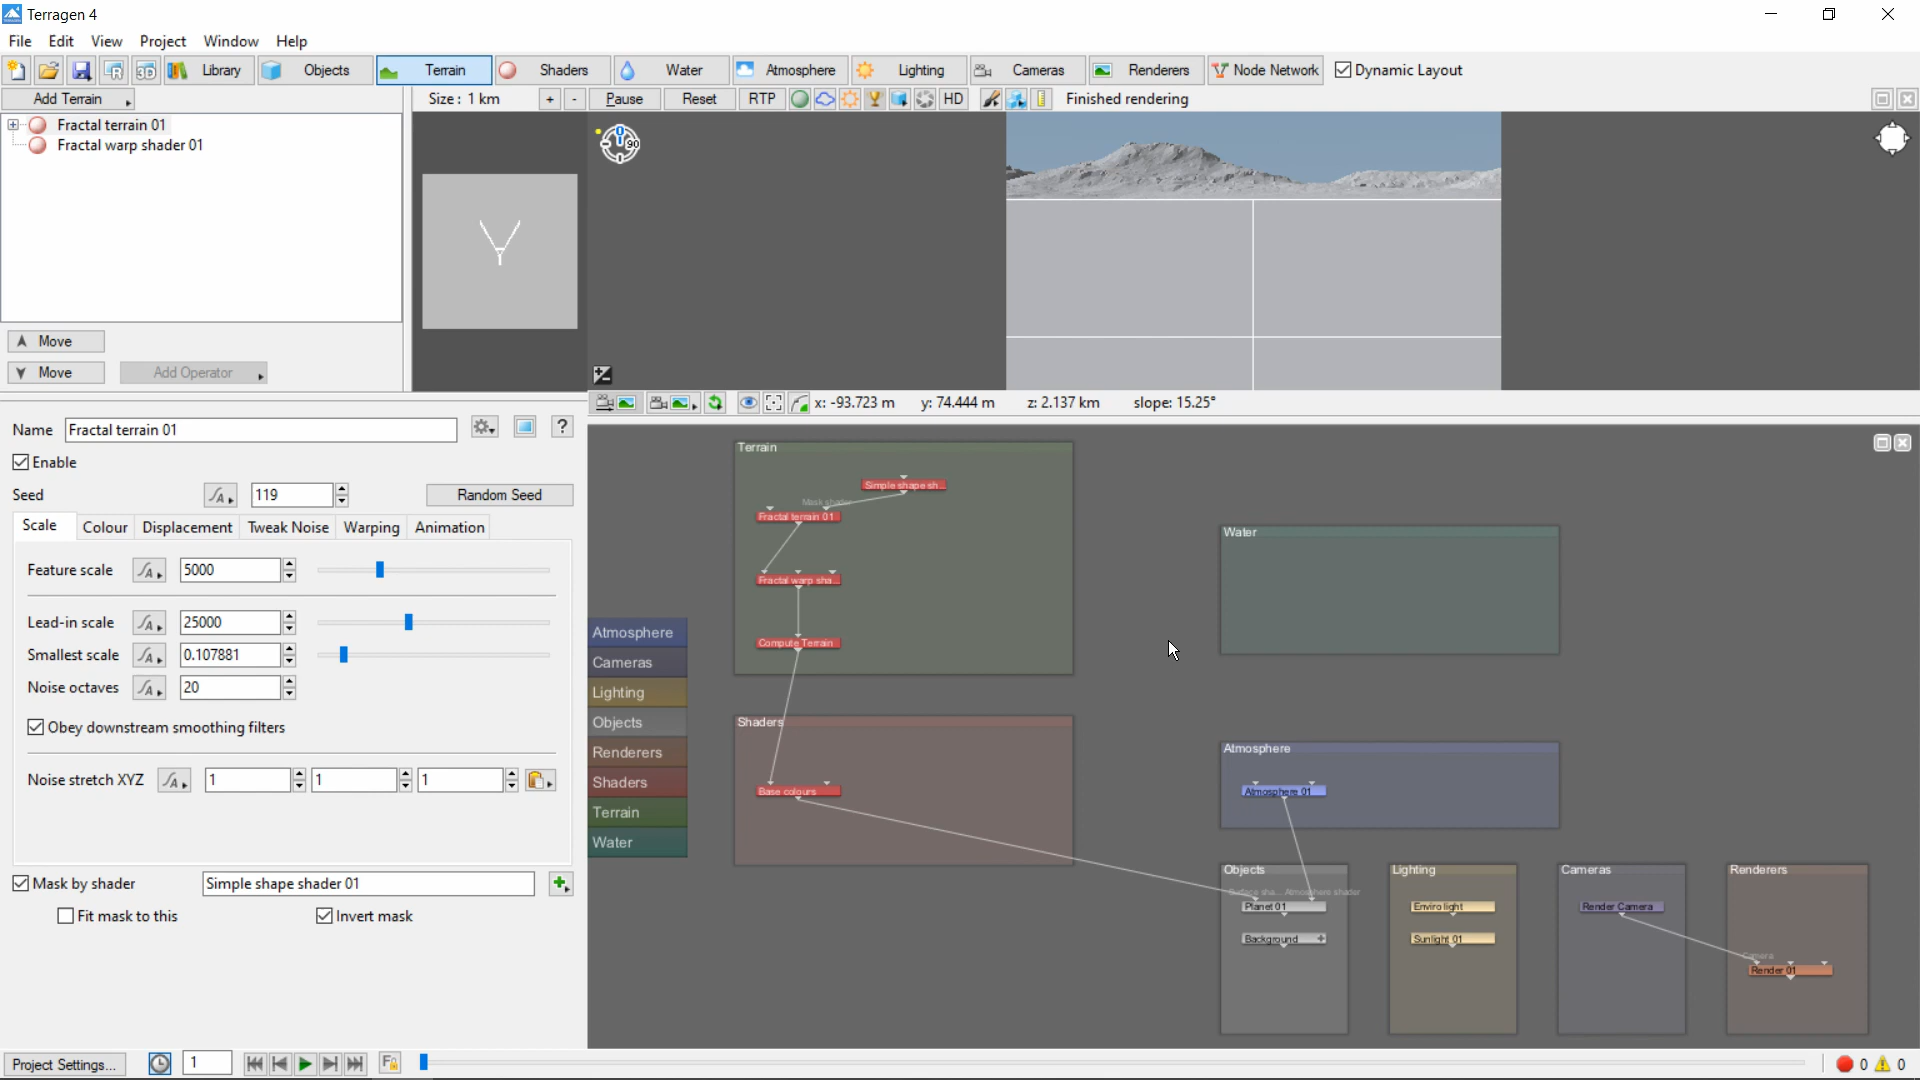 Terragen 4
File Edit View Project Window Help
Library Objects Terrain Shaders Water Atmosphere Lighting Cameras Renderers Node Network Dynamic Layout
Add Terrain Size : 1 km + - Pause Reset RTP HD Finished rendering
Fractal terrain 01
Fractal warp shader 01
90
Move
Move Add Operator
x: -93.723 m y: 74.444 m z: 2.137 km slope: 15.25°
Name Fractal terrain 01 ?
Enable
Seed 119 Random Seed
Scale Colour Displacement Tweak Noise Warping Animation
Feature scale 5000
Lead-in scale 25000
Smallest scale 0.107881
Noise octaves 20
Obey downstream smoothing filters
Noise stretch XYZ 1 1 1
Mask by shader Simple shape shader 01
Fit mask to this Invert mask
Atmosphere
Cameras
Lighting
Objects
Renderers
Shaders
Terrain
Water
Terrain
Simple shape sh...
Mask shader
Fractal terrain 01
Fractal warp sha...
Compute Terrain
Shaders
Base colours
Water
Atmosphere
Atmosphere 01
Objects
Surface sha... Atmosphere shader
Planet 01
Background +
Lighting
Enviro light
Sunlight 01
Cameras
Render Camera
Renderers
Camera
Render 01
Project Settings... 1 0 0